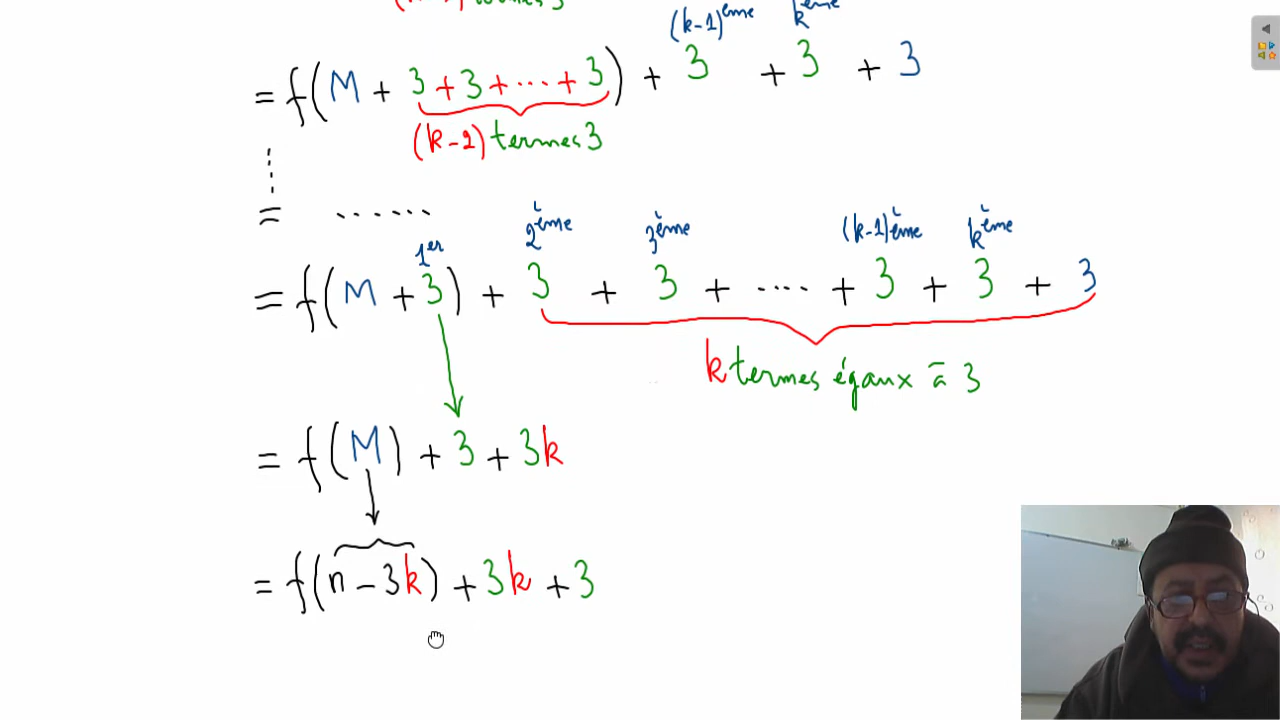 (k-1)ème kème
= f(M + 3 + 3 + ... + 3) + 3 + 3 + 3
(k-2) termes 3
= .......
1er 2ème 3ème (k-1)ème kème
= f(M + 3) + 3 + 3 + .... + 3 + 3 + 3
k termes égaux à 3
= f(M) + 3 + 3k
= f(n - 3k) + 3k + 3